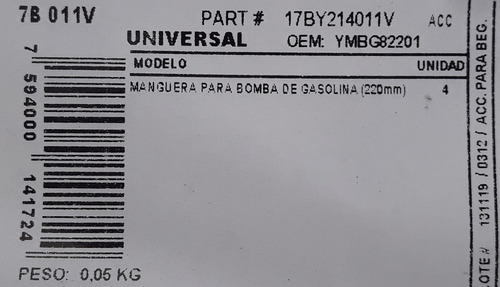 7B 011V
PART # 17BY214011V ACC
UNIVERSAL OEM: YMBG82201
MODELO UNIDAD
MANGUERA PARA BOMBA DE GASOLINA (220mm) 4
7 594000 141724
PESO: 0,05 KG
LOTE# 131119 / 0312 / ACC. PARA BEG.